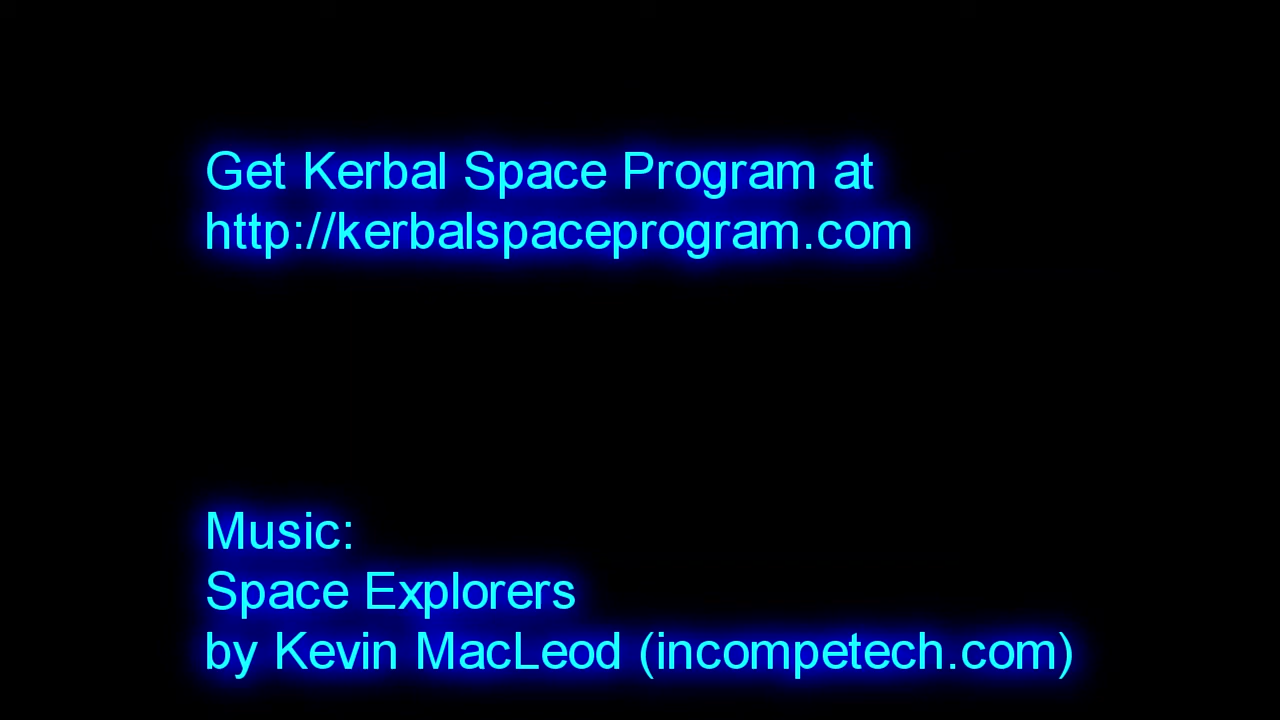 Get Kerbal Space Program at
http://kerbalspaceprogram.com
Music:
Space Explorers
by Kevin MacLeod (incompetech.com)